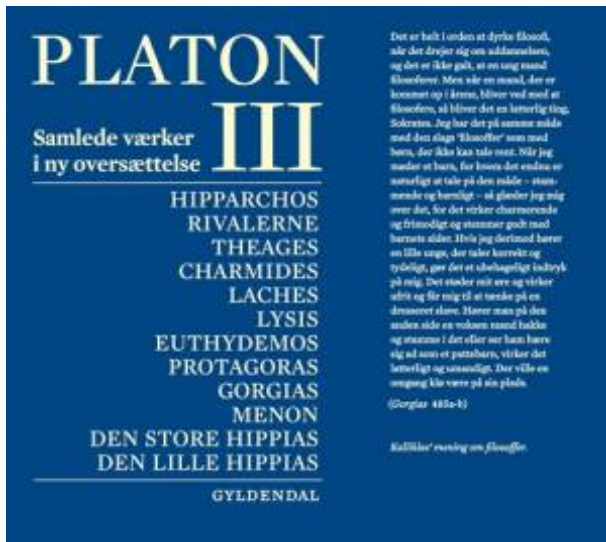 PLATON
III
Samlede værker
i ny oversættelse
HIPPARCHOS
RIVALERNE
THEAGES
CHARMIDES
LACHES
LYSIS
EUTHYDEMOS
PROTAGORAS
GORGIAS
MENON
DEN STORE HIPPIAS
DEN LILLE HIPPIAS
GYLDENDAL
Det er helt i orden at dyrke filosofi,
når det drejer sig om uddannelsen,
og det er ikke galt, at en ung mand
filosoferer. Men når en mand, der er
kommet op i årene, bliver ved med at
filosofere, så bliver det en latterlig ting,
Sokrates. Jeg har det på samme måde
med den slags 'filosoffer' som med
børn, der ikke kan tale rent. Når jeg
møder et barn, for hvem det endnu er
naturligt at tale på den måde – stam-
mende og barnligt – så glæder jeg mig
over det, for det virker charmerende
og frimodigt og stemmer godt med
barnets alder. Hvis jeg derimod hører
en lille unge, der taler korrekt og
tydeligt, gør det et ubehageligt indtryk
på mig. Det støder mit øre og virker
ufrit og får mig til at tænke på en
dresseret slave. Hører man på den
anden side en voksen mand hakke
og stamme i det eller ser ham bære
sig ad som et pattebarn, virker det
latterligt og umandigt. Der ville en
omgang klø være på sin plads.
(Gorgias 485a-b)
Kallikles' mening om filosoffer.